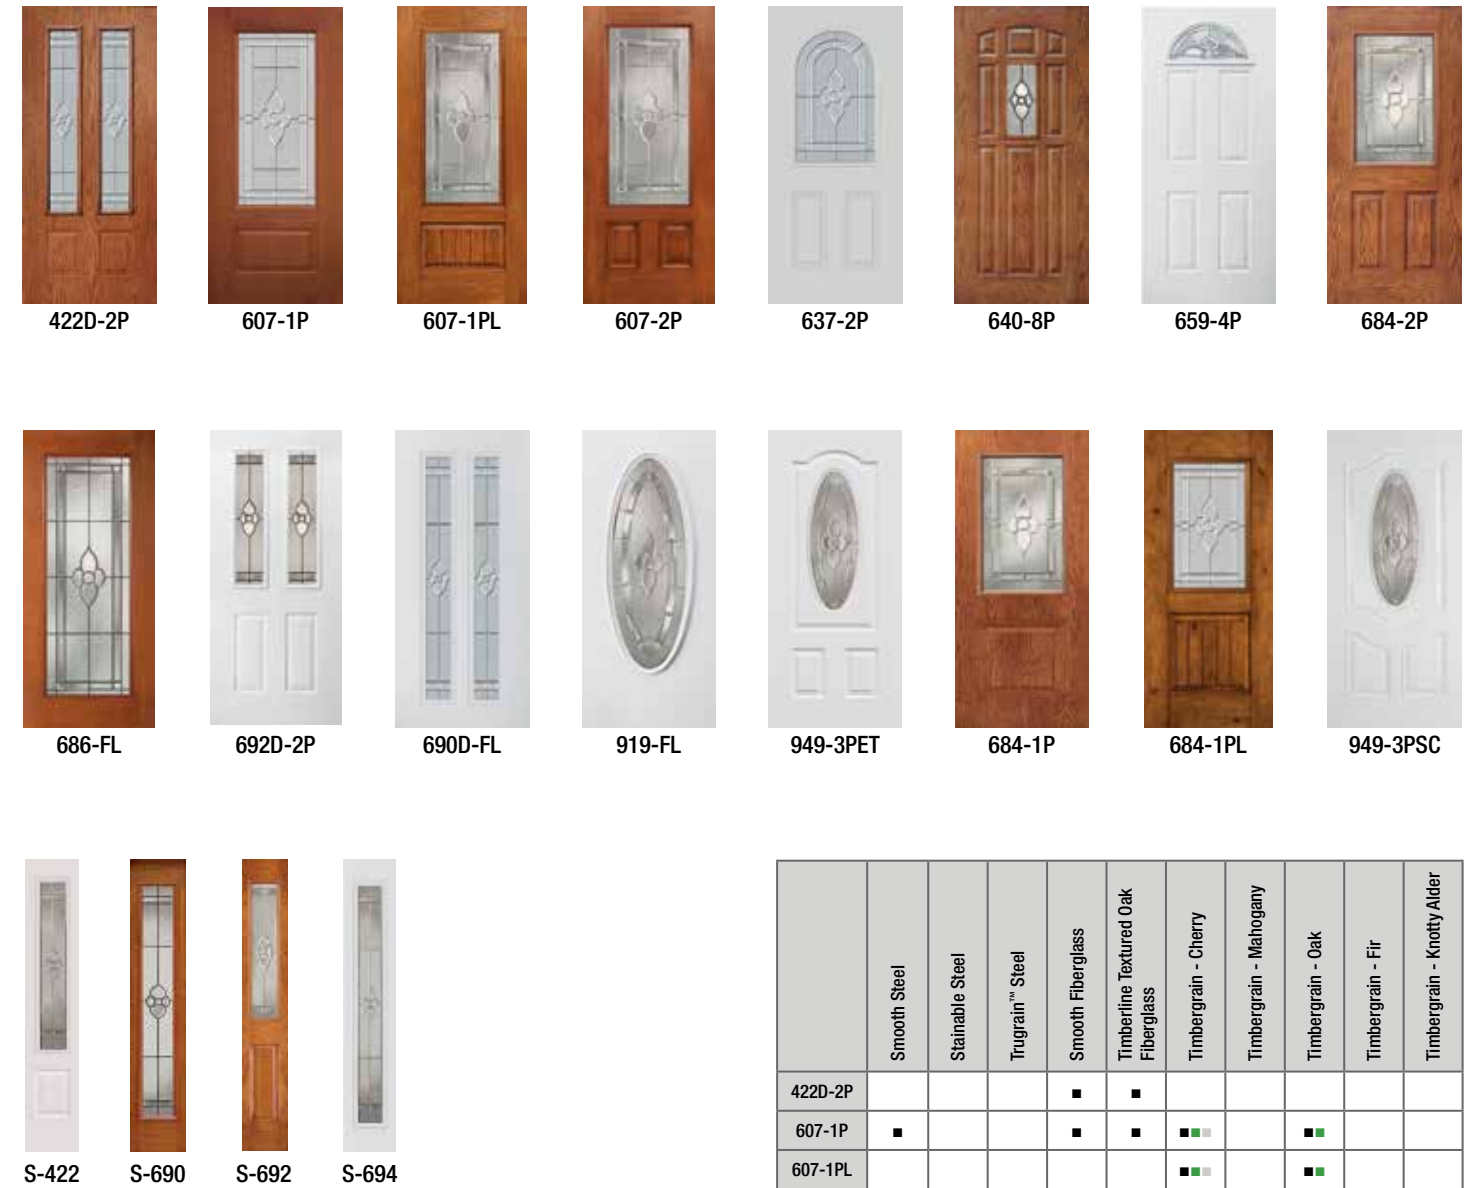 422D-2P 607-1P 607-1PL 607-2P 637-2P 640-8P 659-4P 684-2P
686-FL 692D-2P 690D-FL 919-FL 949-3PET 684-1P 684-1PL 949-3PSC
S-422 S-690 S-692 S-694
Smooth Steel
Stainable Steel
Trugrain™ Steel
Smooth Fiberglass
Timberline Textured Oak
Fiberglass
Timbergrain - Cherry
Timbergrain - Mahogany
Timbergrain - Oak
Timbergrain - Fir
Timbergrain - Knotty Alder
422D-2P
607-1P
607-1PL